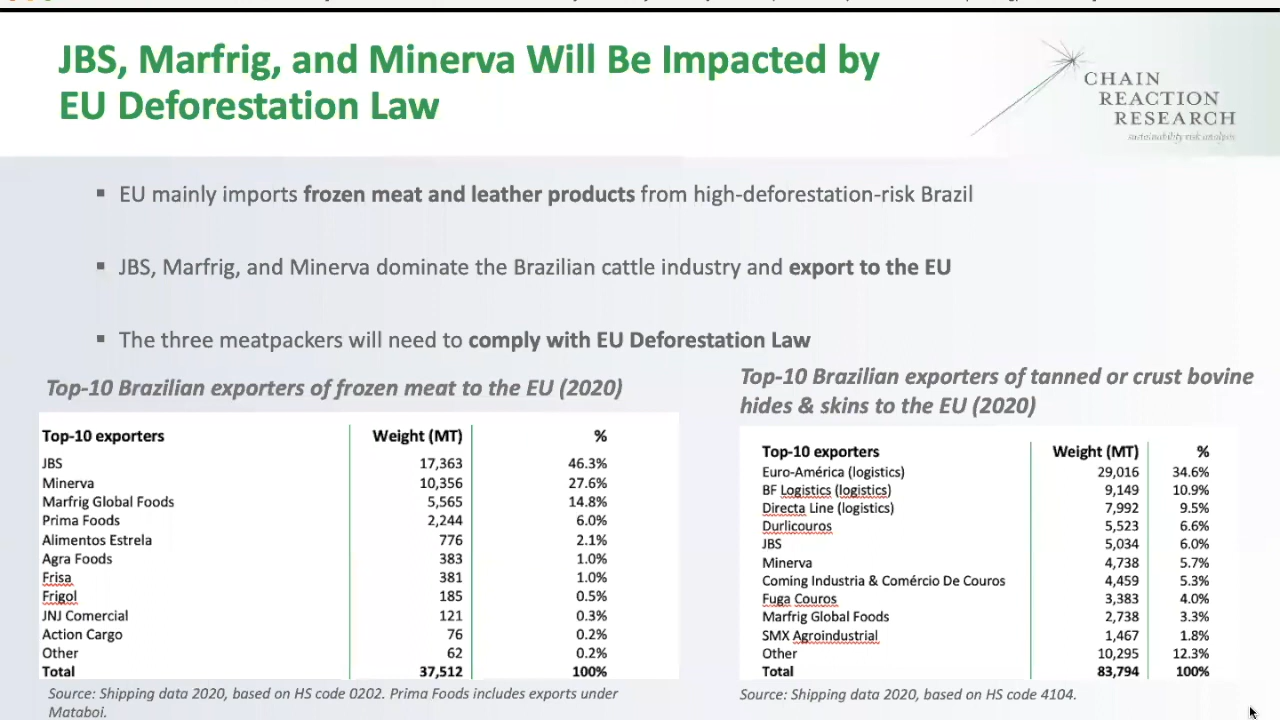 JBS, Marfrig, and Minerva Will Be Impacted by
EU Deforestation Law
CHAIN
REACTION
RESEARCH
sustainability risk analysis
▪ EU mainly imports frozen meat and leather products from high-deforestation-risk Brazil
▪ JBS, Marfrig, and Minerva dominate the Brazilian cattle industry and export to the EU
▪ The three meatpackers will need to comply with EU Deforestation Law
Top-10 Brazilian exporters of frozen meat to the EU (2020)
Top-10 exporters Weight (MT) %
JBS 17,363 46.3%
Minerva 10,356 27.6%
Marfrig Global Foods 5,565 14.8%
Prima Foods 2,244 6.0%
Alimentos Estrela 776 2.1%
Agra Foods 383 1.0%
Frisa 381 1.0%
Frigol 185 0.5%
JNJ Comercial 121 0.3%
Action Cargo 76 0.2%
Other 62 0.2%
Total 37,512 100%
Source: Shipping data 2020, based on HS code 0202. Prima Foods includes exports under
Mataboi.
Top-10 Brazilian exporters of tanned or crust bovine
hides & skins to the EU (2020)
Top-10 exporters Weight (MT) %
Euro-América (logistics) 29,016 34.6%
BF Logistics (logistics) 9,149 10.9%
Directa Line (logistics) 7,992 9.5%
Durlicouros 5,523 6.6%
JBS 5,034 6.0%
Minerva 4,738 5.7%
Coming Industria & Comércio De Couros 4,459 5.3%
Fuga Couros 3,383 4.0%
Marfrig Global Foods 2,738 3.3%
SMX Agroindustrial 1,467 1.8%
Other 10,295 12.3%
Total 83,794 100%
Source: Shipping data 2020, based on HS code 4104.